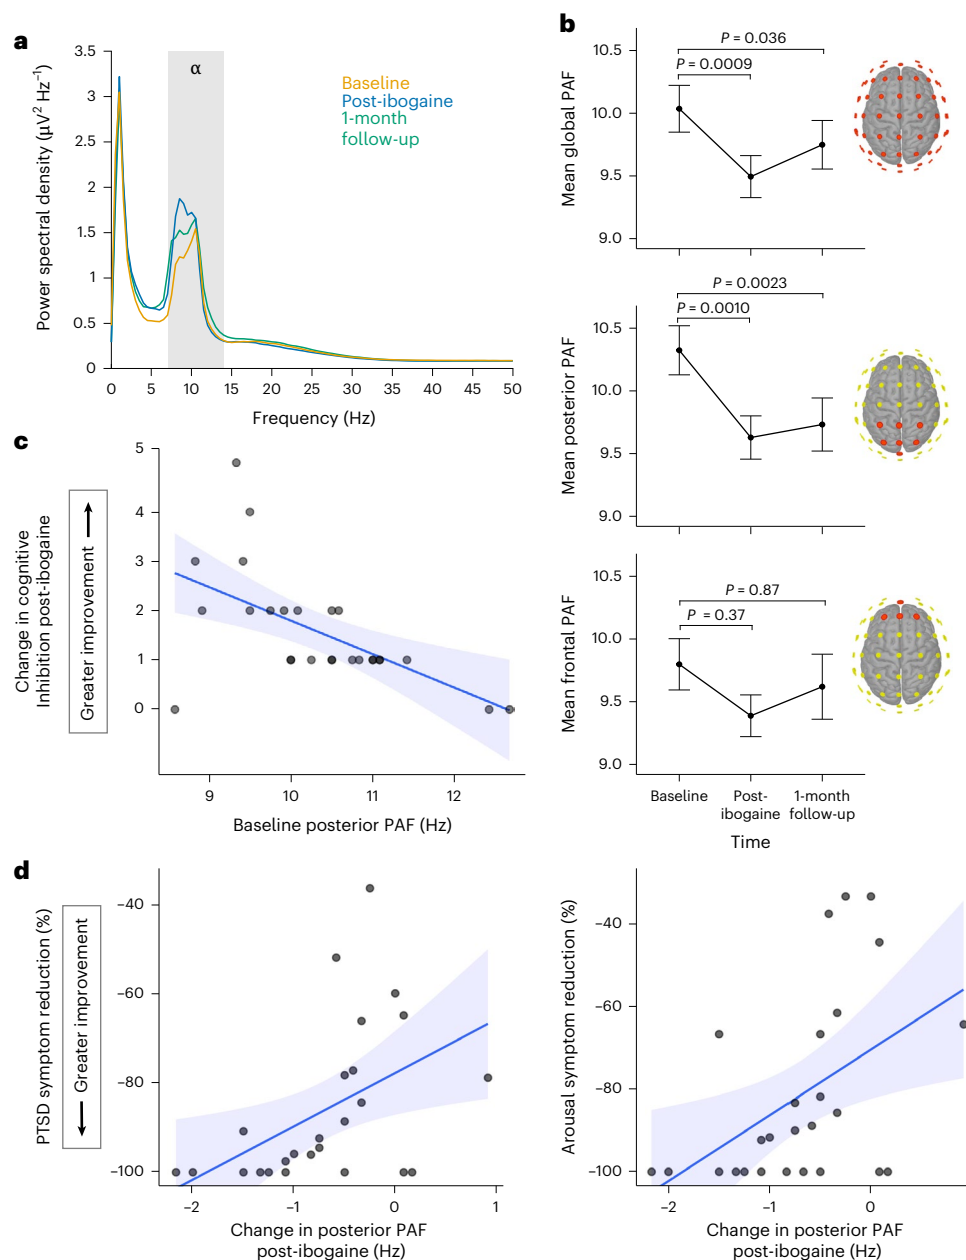 a
3.5
3
2.5
2
1.5
1
0.5
0
Power spectral density (µV² Hz⁻¹)
α
Baseline
Post-ibogaine
1-month
follow-up
0 5 10 15 20 25 30 35 40 45 50
Frequency (Hz)
b
10.5
10.0
9.5
9.0
Mean global PAF
P = 0.036
P = 0.0009
10.5
10.0
9.5
9.0
Mean posterior PAF
P = 0.0023
P = 0.0010
10.5
10.0
9.5
9.0
Mean frontal PAF
P = 0.87
P = 0.37
Baseline
Post-
ibogaine
1-month
follow-up
Time
c
5
4
3
2
1
0
Change in cognitive
Inhibition post-ibogaine
Greater improvement
9 10 11 12
Baseline posterior PAF (Hz)
d
−40
−60
−80
−100
PTSD symptom reduction (%)
Greater improvement
−2 −1 0 1
Change in posterior PAF
post-ibogaine (Hz)
−40
−60
−80
−100
Arousal symptom reduction (%)
−2 −1 0
Change in posterior PAF
post-ibogaine (Hz)